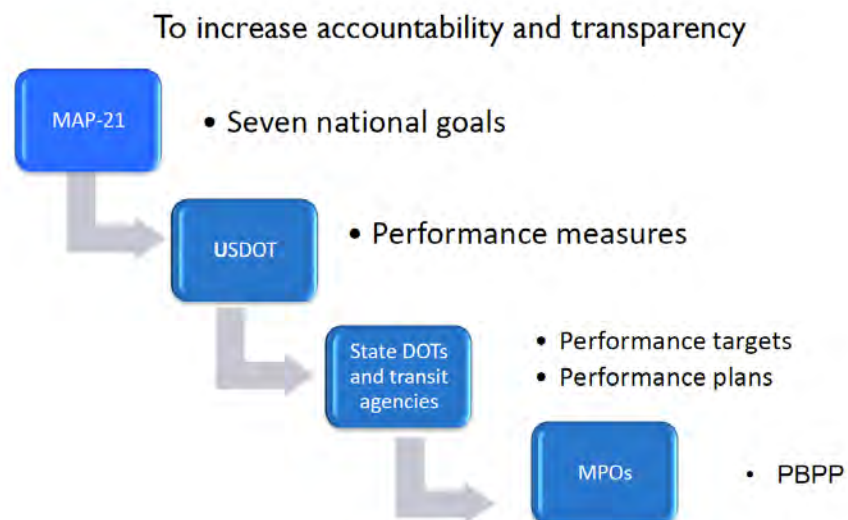 To increase accountability and transparency
MAP-21
• Seven national goals
USDOT
• Performance measures
State DOTs
and transit
agencies
• Performance targets
• Performance plans
MPOs
• PBPP